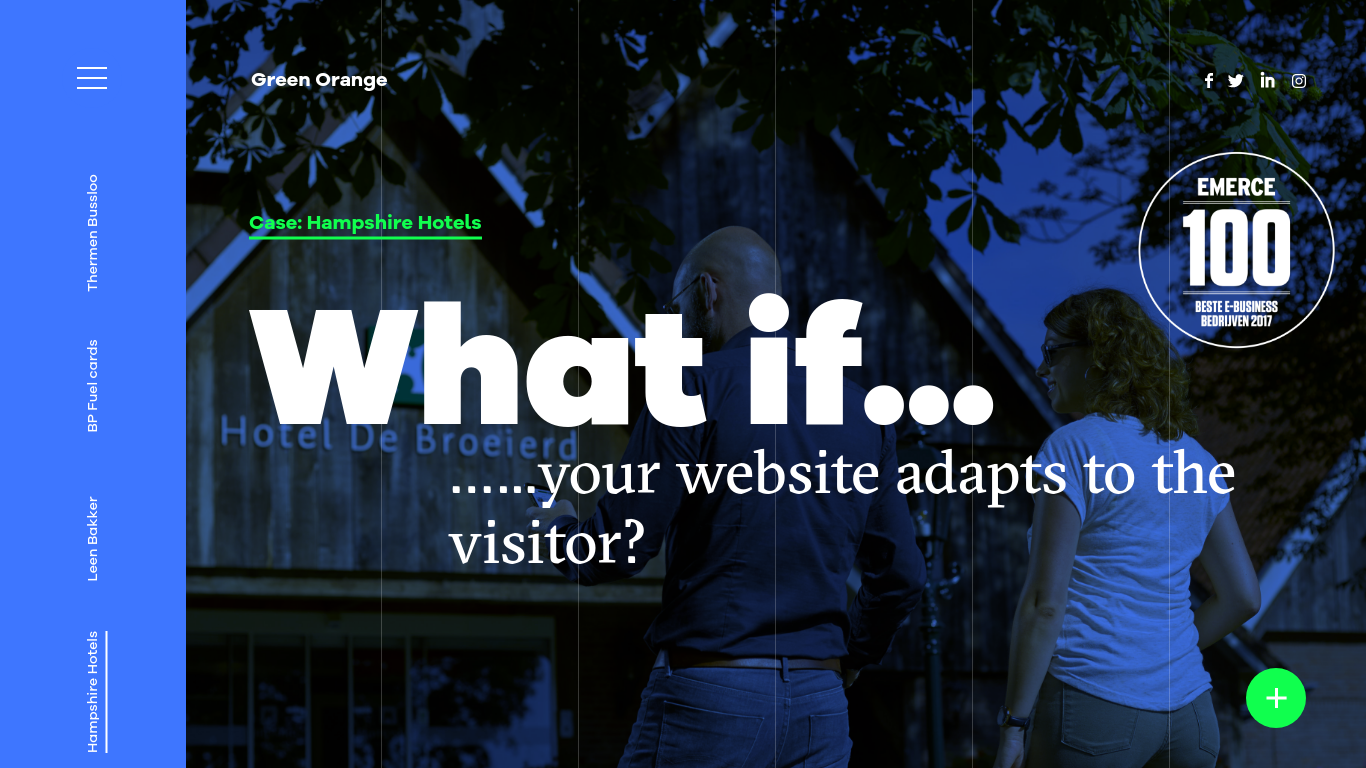 Green Orange
Thermen Bussloo
BP Fuel cards
Leen Bakker
Hampshire Hotels
Case: Hampshire Hotels
What if...
......your website adapts to the
visitor?
Hotel De Broeierd
EMERCE
100
BESTE E-BUSINESS
BEDRIJVEN 2017